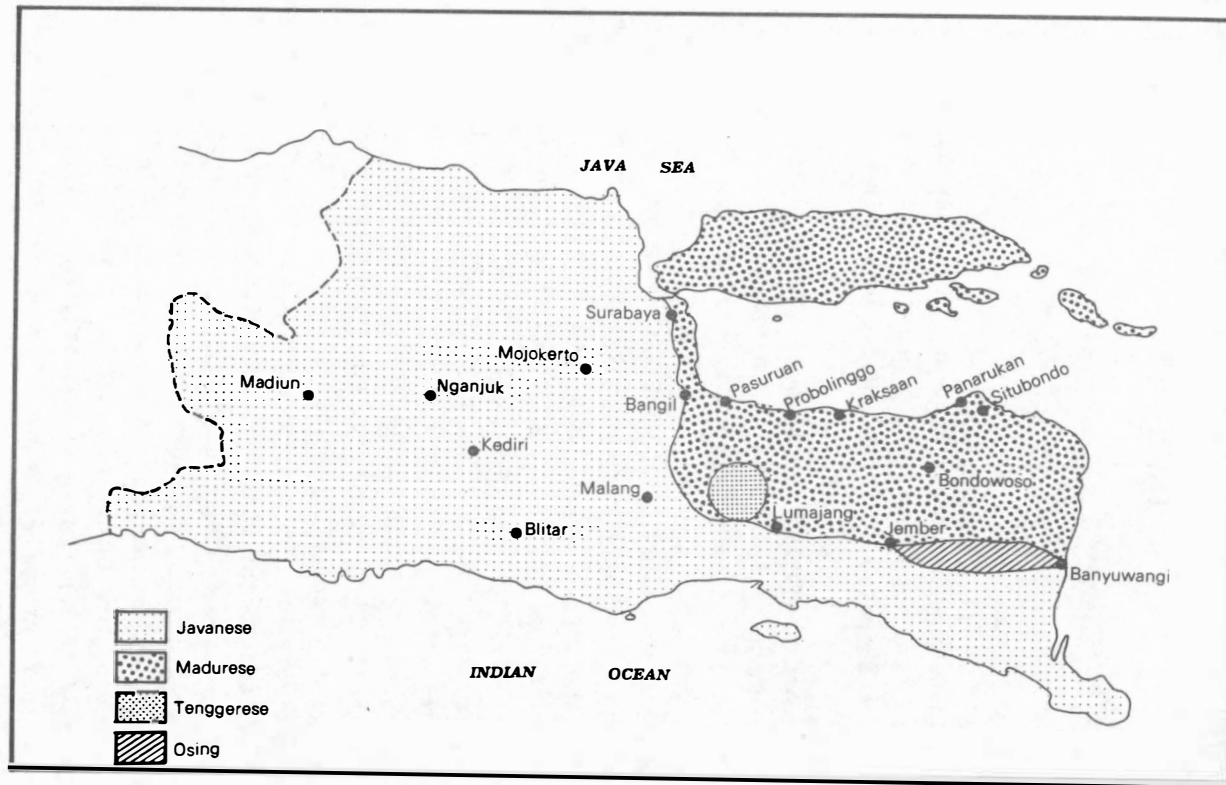 JAVA SEA
Surabaya
Mojokerto
Madiun
Nganjuk
Bangil
Pasuruan
Probolinggo
Kraksaan
Panarukan
Situbondo
Kediri
Bondowoso
Malang
Lumajang
Blitar
Jember
Banyuwangi
Javanese
Madurese
INDIAN OCEAN
Tenggerese
Osing